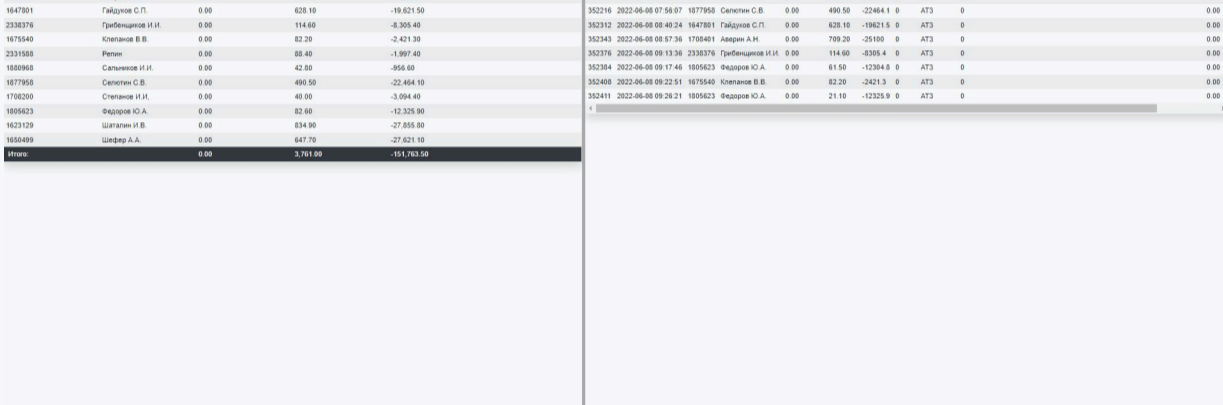 1647801 Гайдуков С.П. 0.00 628.10 -19,621.50
2338376 Грибенщиков И.И. 0.00 114.60 -8,305.40
1675540 Клепанов В.В. 0.00 82.20 -2,421.30
2331588 Репин 0.00 88.40 -1,997.40
1880968 Сальников И.И. 0.00 42.80 -956.60
1877958 Селютин С.В. 0.00 490.50 -22,464.10
1708200 Степанов И.И. 0.00 40.00 -3,094.40
1805623 Федоров Ю.А. 0.00 82.60 -12,325.90
1623129 Шаталин И.В. 0.00 834.90 -27,855.80
1650499 Шефер А.А. 0.00 647.70 -27,621.10
Итого: 0.00 3,761.00 -151,763.50
352216 2022-06-08 07:56:07 1877958 Селютин С.В. 0.00 490.50 -22464.1 0 АТЗ 0 0.00
352312 2022-06-08 08:40:24 1647801 Гайдуков С.П. 0.00 628.10 -19621.5 0 АТЗ 0 0.00
352343 2022-06-08 08:57:36 1708401 Аверин А.Н. 0.00 709.20 -25100 0 АТЗ 0 0.00
352376 2022-06-08 09:13:36 2338376 Грибенщиков И.И. 0.00 114.60 -8305.4 0 АТЗ 0 0.00
352384 2022-06-08 09:17:46 1805623 Федоров Ю.А. 0.00 61.50 -12304.8 0 АТЗ 0 0.00
352408 2022-06-08 09:22:51 1675540 Клепанов В.В. 0.00 82.20 -2421.3 0 АТЗ 0 0.00
352411 2022-06-08 09:26:21 1805623 Федоров Ю.А. 0.00 21.10 -12325.9 0 АТЗ 0 0.00